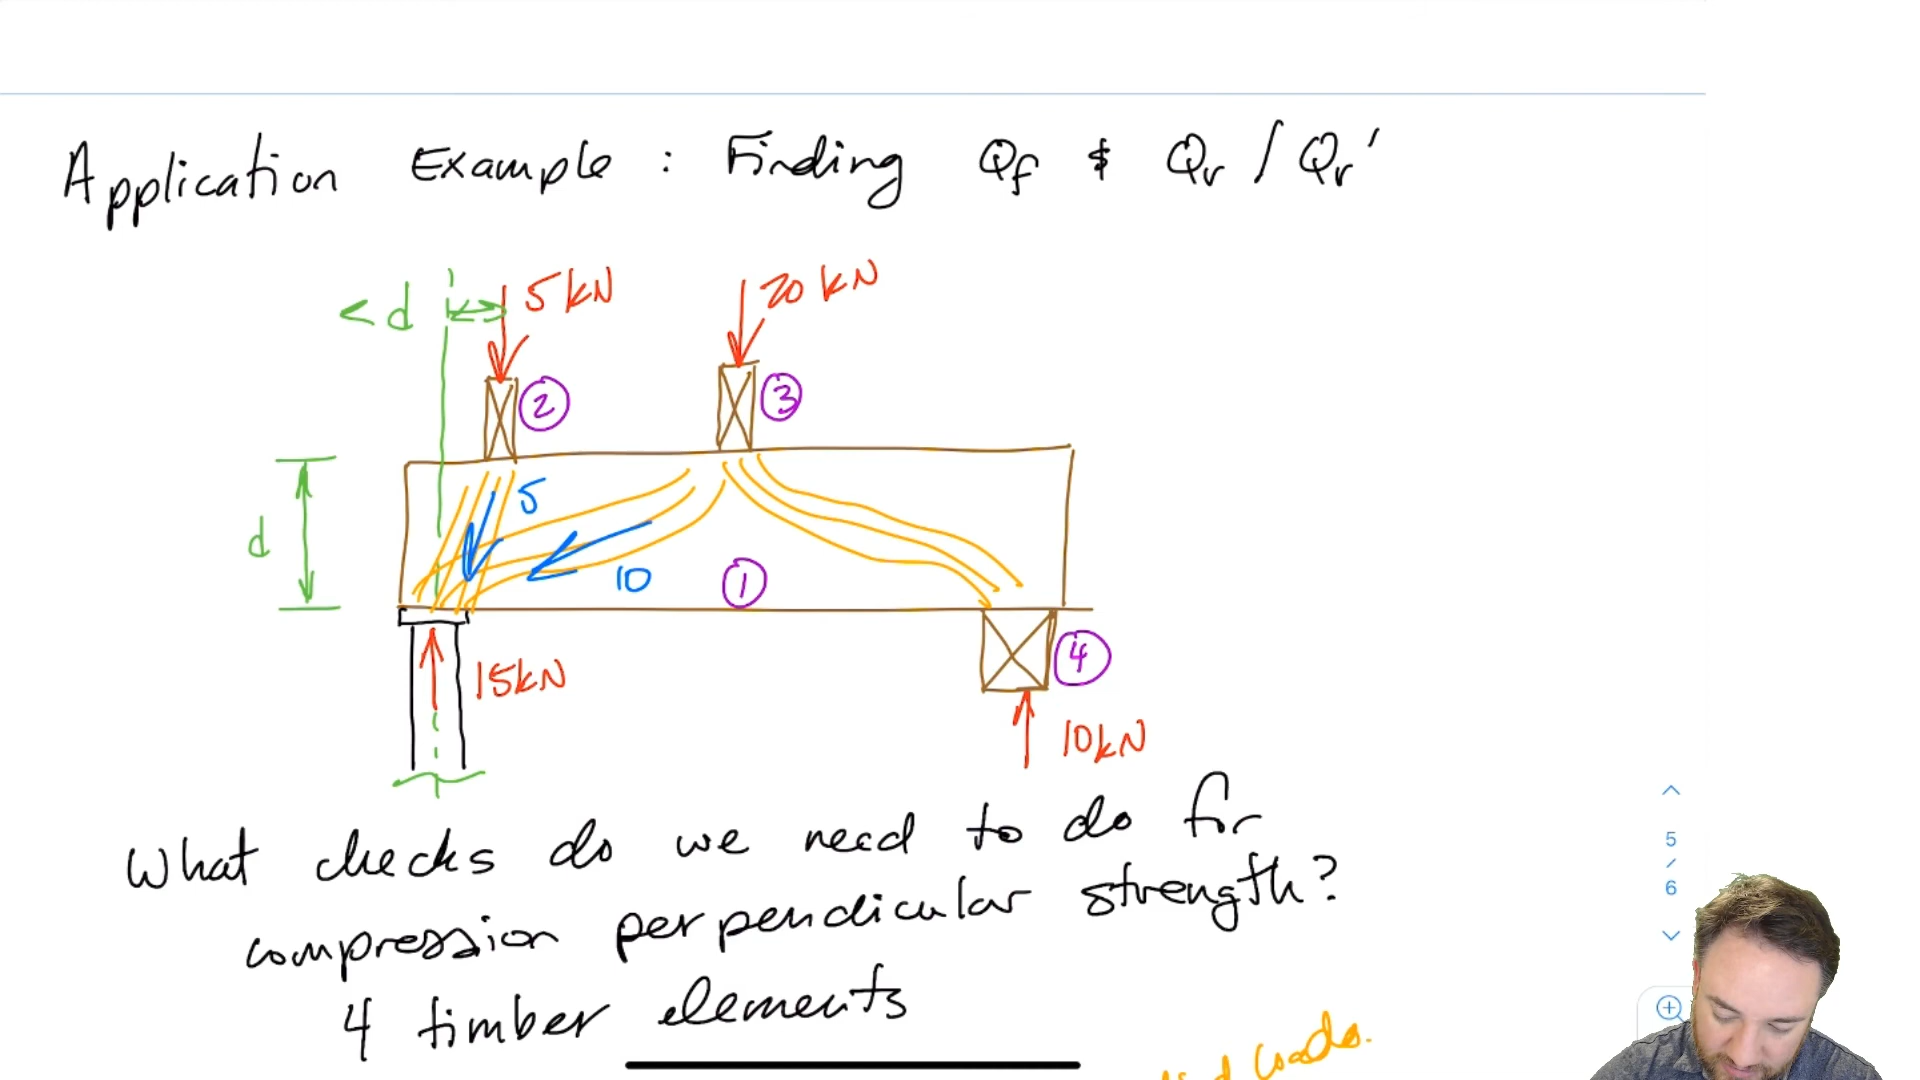 Application Example : Finding Qf & Qr / Qr'
< d
5 kN
20 kN
2
3
d
5
10
1
4
15kN
10kN
What checks do we need to do for
compression perpendicular strength?
4 timber elements
loads.
5
/
6